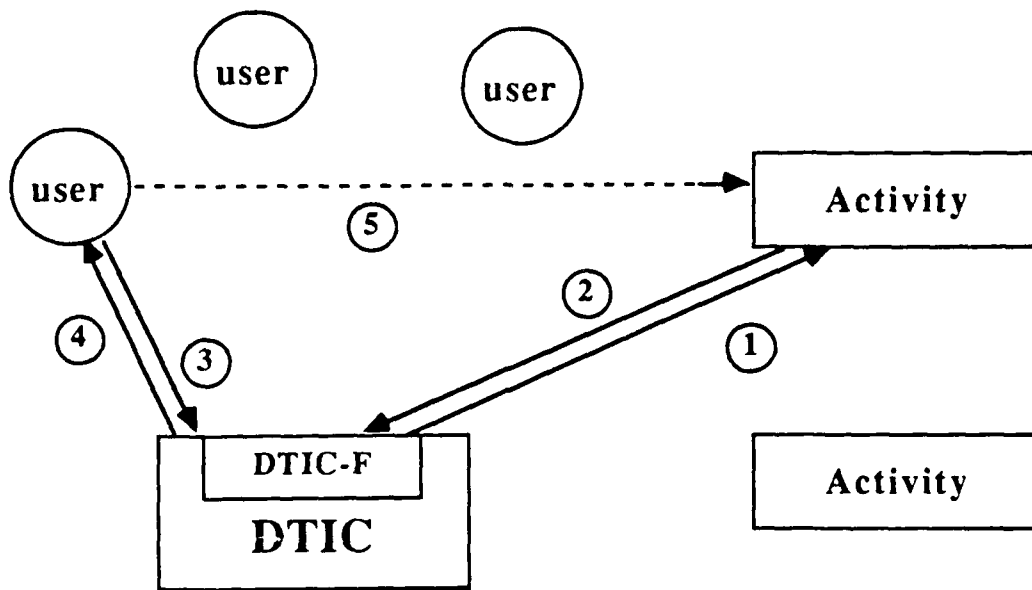 user
user
user
Activity
5
2
1
4
3
DTIC-F
DTIC
Activity